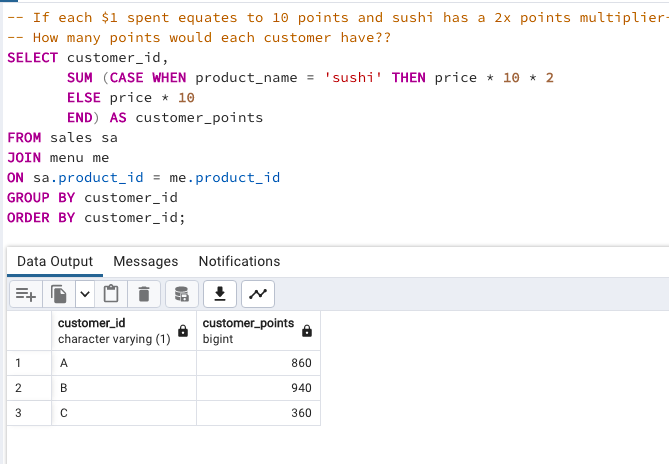 -- If each $1 spent equates to 10 points and sushi has a 2x points multiplier-
-- How many points would each customer have??
SELECT customer_id,
SUM (CASE WHEN product_name = 'sushi' THEN price * 10 * 2
ELSE price * 10
END) AS customer_points
FROM sales sa
JOIN menu me
ON sa.product_id = me.product_id
GROUP BY customer_id
ORDER BY customer_id;
Data Output Messages Notifications
customer_id customer_points
character varying (1) bigint
1 A 860
2 B 940
3 C 360